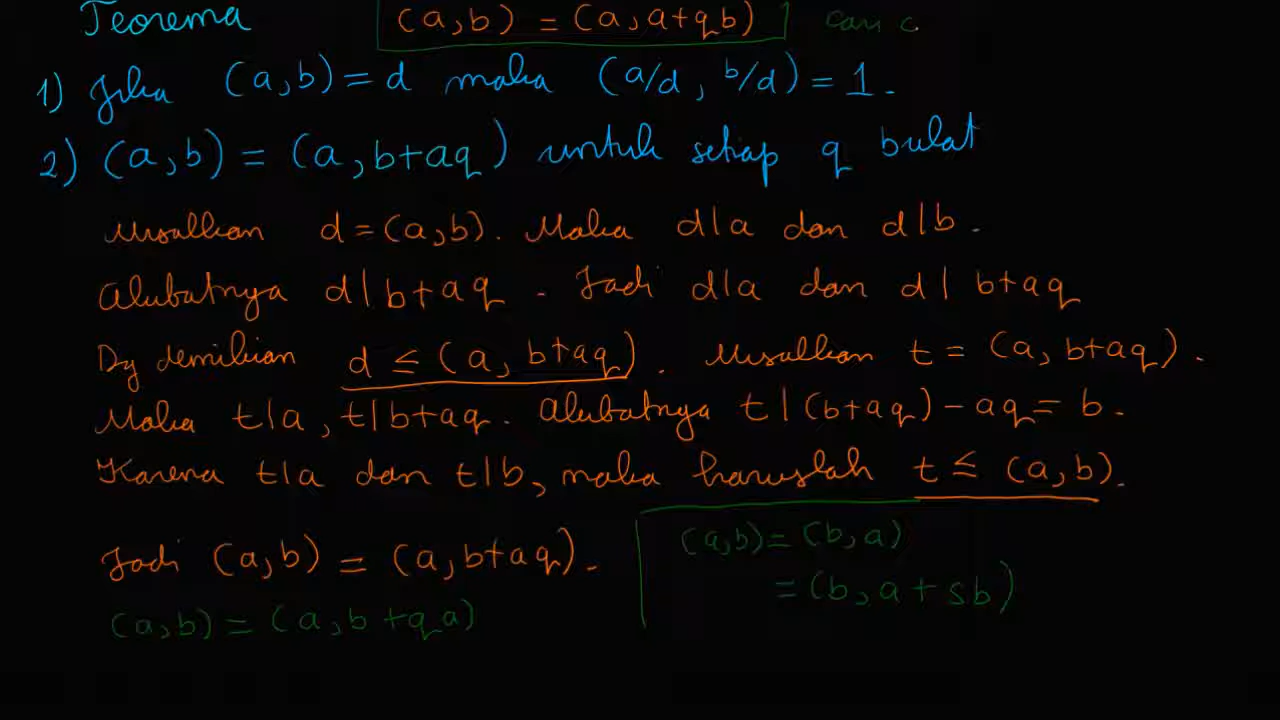 Teorema (a,b) = (a, a+qb) cari c
1) Jika (a,b) = d maka (a/d, b/d) = 1.
2) (a,b) = (a, b+aq) untuk setiap q bulat
Misalkan d = (a,b). Maka d|a dan d|b.
Akibatnya d|b+aq. Jadi d|a dan d|b+aq
Dg demikian d ≤ (a, b+aq). Misalkan t = (a, b+aq).
Maka t|a, t|b+aq. Akibatnya t|(b+aq) - aq = b.
Karena t|a dan t|b, maka haruslah t ≤ (a,b).
Jadi (a,b) = (a, b+aq).
(a,b) = (a, b+qa)
(a,b) = (b,a)
= (b, a+sb)